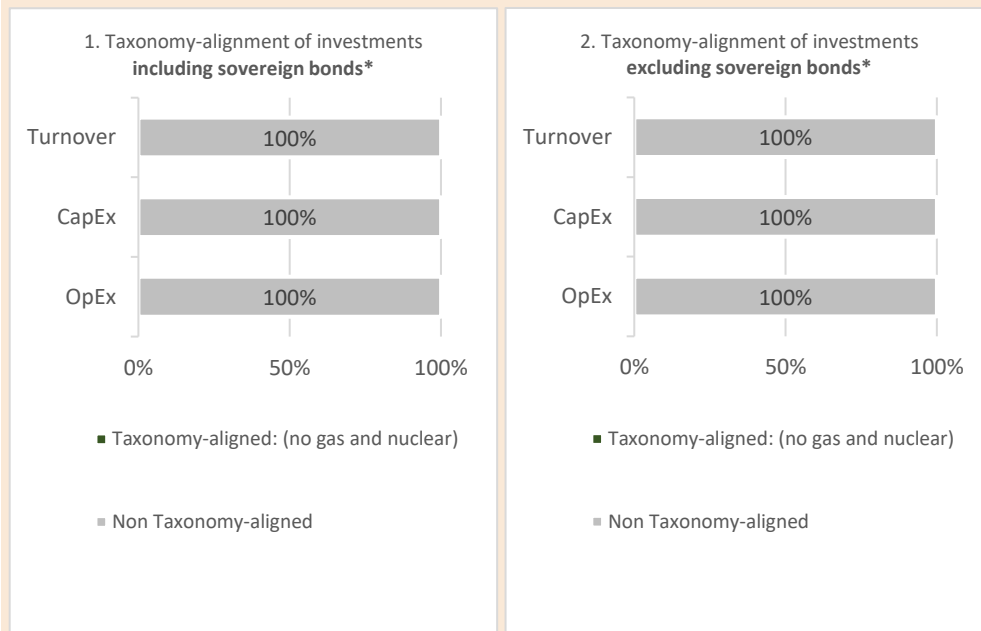 1. Taxonomy-alignment of investments
including sovereign bonds*
Turnover
100%
CapEx
100%
OpEx
100%
0%
50%
100%
Taxonomy-aligned: (no gas and nuclear)
Non Taxonomy-aligned
2. Taxonomy-alignment of investments
excluding sovereign bonds*
Turnover
100%
CapEx
100%
OpEx
100%
0%
50%
100%
Taxonomy-aligned: (no gas and nuclear)
Non Taxonomy-aligned